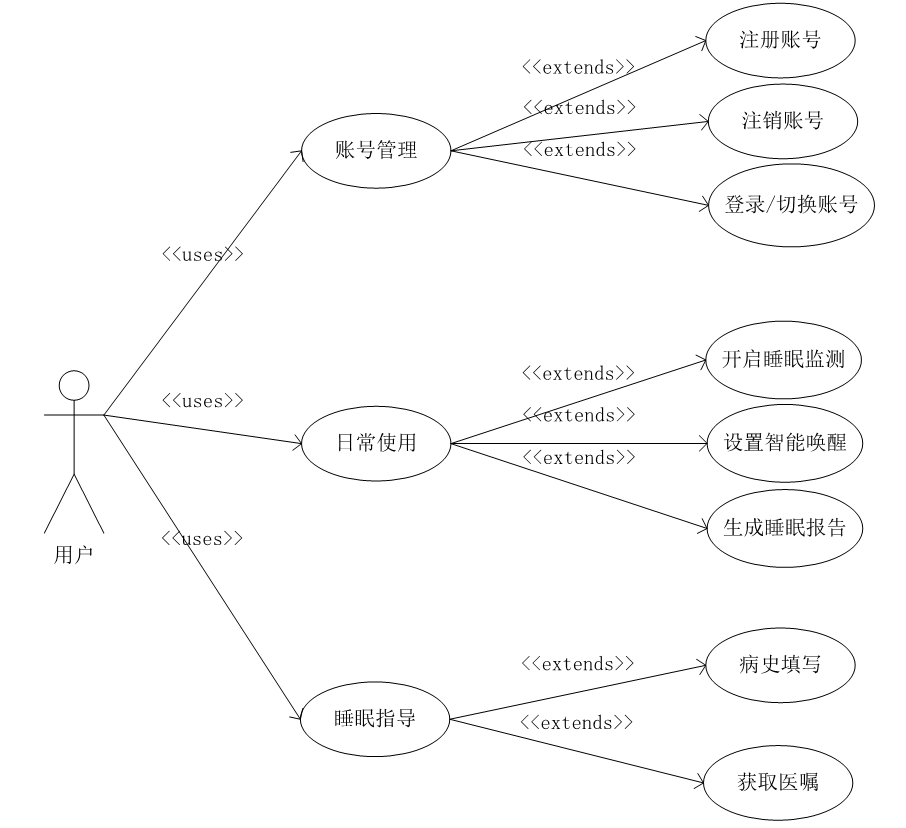 注册账号
<<extends>>
<<extends>>
注销账号
账号管理
<<extends>>
登录/切换账号
<<uses>>
开启睡眠监测
<<extends>>
<<uses>>
<<extends>>
日常使用
设置智能唤醒
<<extends>>
生成睡眠报告
<<uses>>
用户
病史填写
<<extends>>
睡眠指导
<<extends>>
获取医嘱